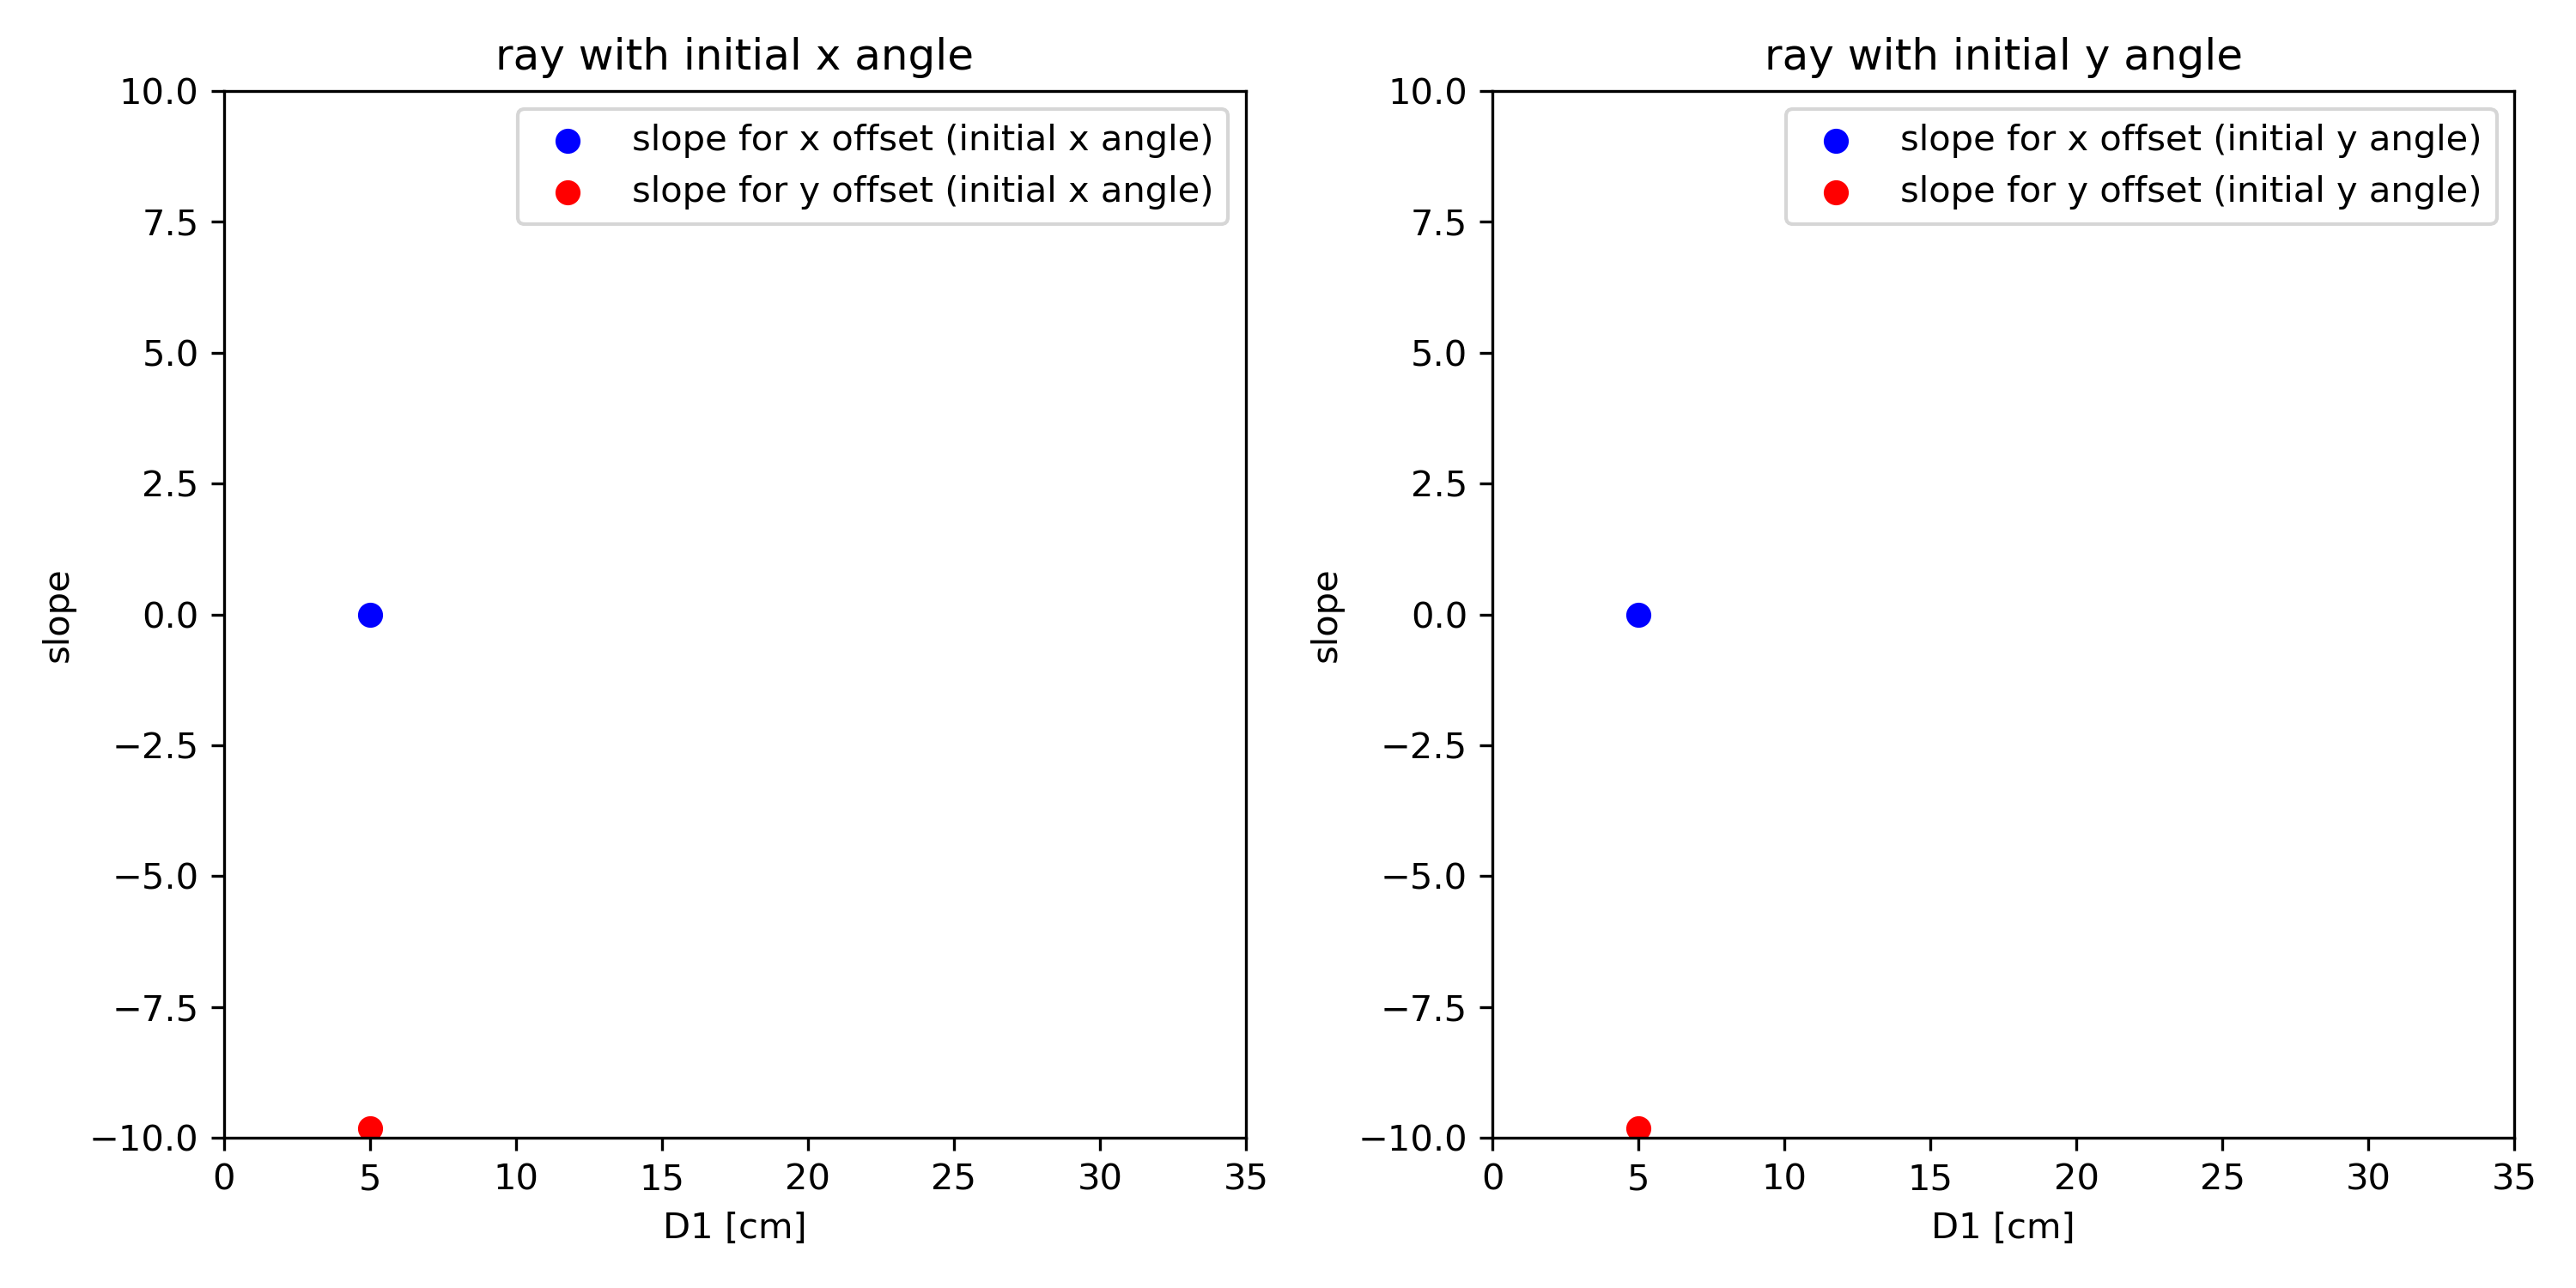 ray with initial x angle
slope for x offset (initial x angle)
slope for y offset (initial x angle)
10.0
7.5
5.0
2.5
0.0
−2.5
−5.0
−7.5
−10.0
slope
0 5 10 15 20 25 30 35
D1 [cm]
ray with initial y angle
slope for x offset (initial y angle)
slope for y offset (initial y angle)
10.0
7.5
5.0
2.5
0.0
−2.5
−5.0
−7.5
−10.0
slope
0 5 10 15 20 25 30 35
D1 [cm]